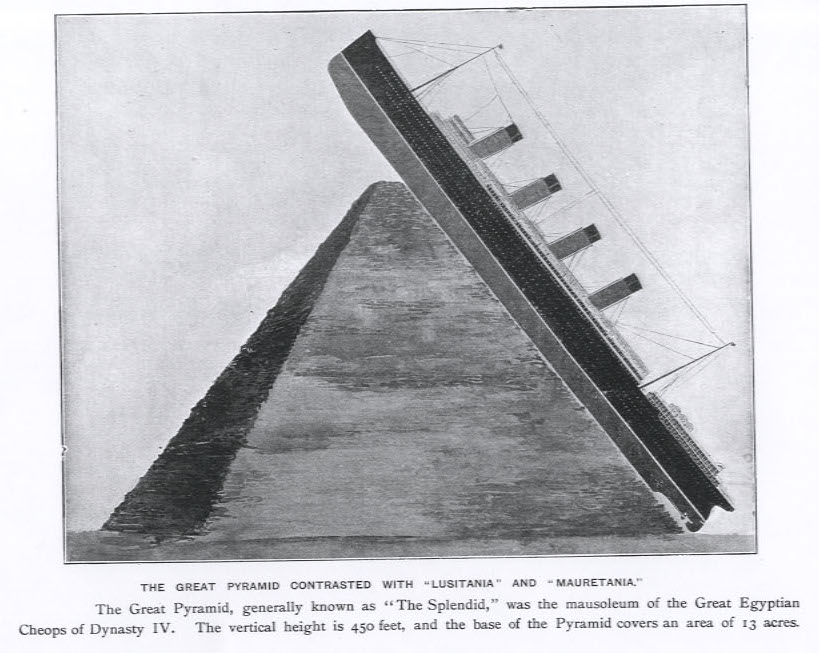 THE GREAT PYRAMID CONTRASTED WITH "LUSITANIA" AND "MAURETANIA."
The Great Pyramid, generally known as "The Splendid," was the mausoleum of the Great Egyptian
Cheops of Dynasty IV. The vertical height is 450 feet, and the base of the Pyramid covers an area of 13 acres.